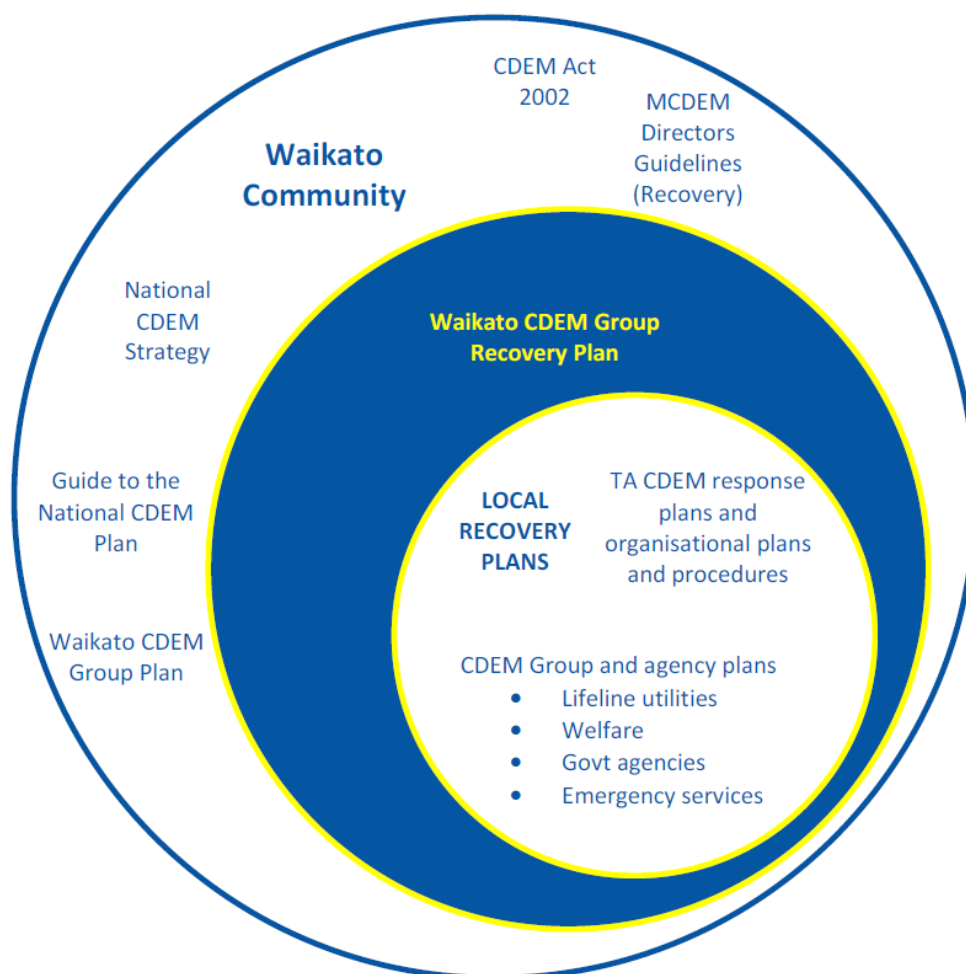 CDEM Act
2002
MCDEM
Directors
Guidelines
(Recovery)
Waikato
Community
National
CDEM
Strategy
Waikato CDEM Group
Recovery Plan
Guide to the
National CDEM
Plan
LOCAL
RECOVERY
PLANS
TA CDEM response
plans and
organisational plans
and procedures
Waikato CDEM
Group Plan
CDEM Group and agency plans
• Lifeline utilities
• Welfare
• Govt agencies
• Emergency services